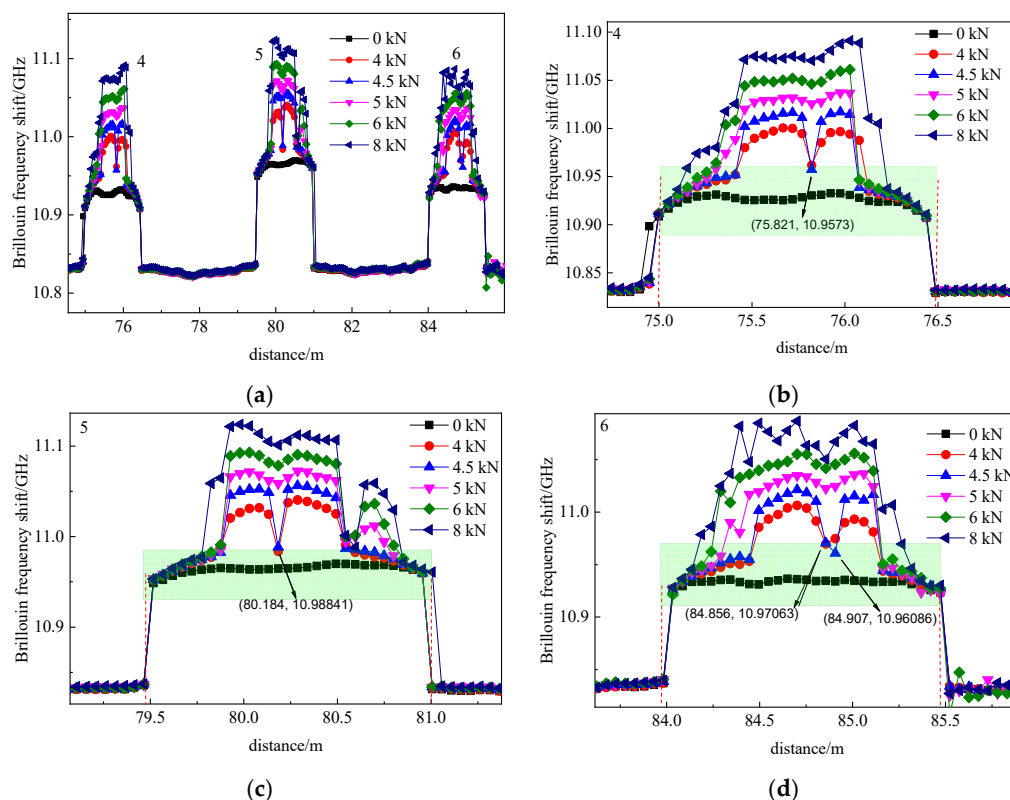 4
5
6
0 kN
4 kN
4.5 kN
5 kN
6 kN
8 kN
11.1
11.0
10.9
10.8
Brillouin frequency shift/GHz
76
78
80
82
84
distance/m
(a)
4
0 kN
4 kN
4.5 kN
5 kN
6 kN
8 kN
11.10
11.05
11.00
10.95
10.90
10.85
Brillouin frequency shift/GHz
(75.821, 10.9573)
75.0
75.5
76.0
76.5
distance/m
(b)
5
0 kN
4 kN
4.5 kN
5 kN
6 kN
8 kN
11.1
11.0
10.9
Brillouin frequency shift/GHz
(80.184, 10.98841)
79.5
80.0
80.5
81.0
distance/m
(c)
6
0 kN
4 kN
4.5 kN
5 kN
6 kN
8 kN
11.0
10.9
Brillouin frequency shift/GHz
(84.856, 10.97063)
(84.907, 10.96086)
84.0
84.5
85.0
85.5
distance/m
(d)